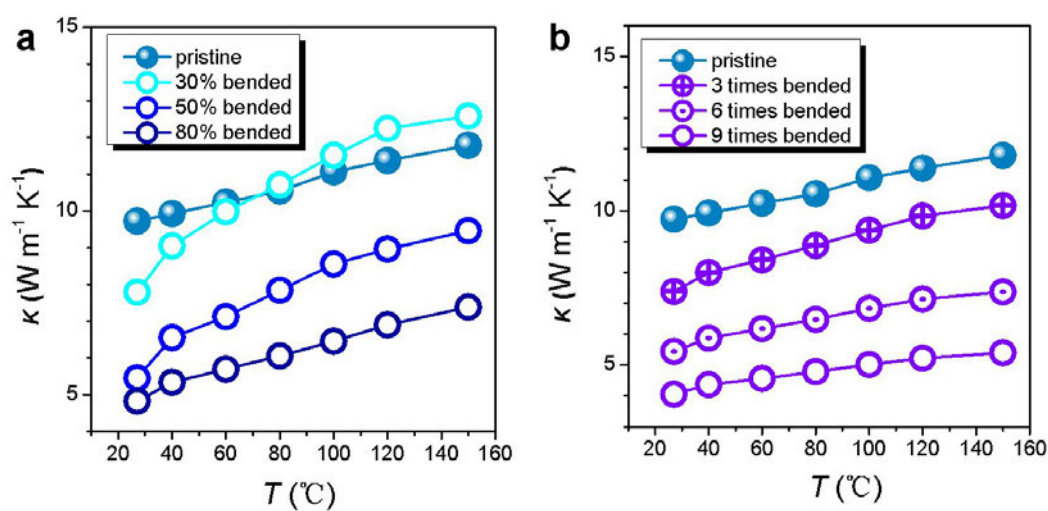 a
pristine
30% bended
50% bended
80% bended
15
10
5
κ (W m⁻¹ K⁻¹)
20 40 60 80 100 120 140 160
T (℃)
b
pristine
3 times bended
6 times bended
9 times bended
15
10
5
κ (W m⁻¹ K⁻¹)
20 40 60 80 100 120 140 160
T (℃)